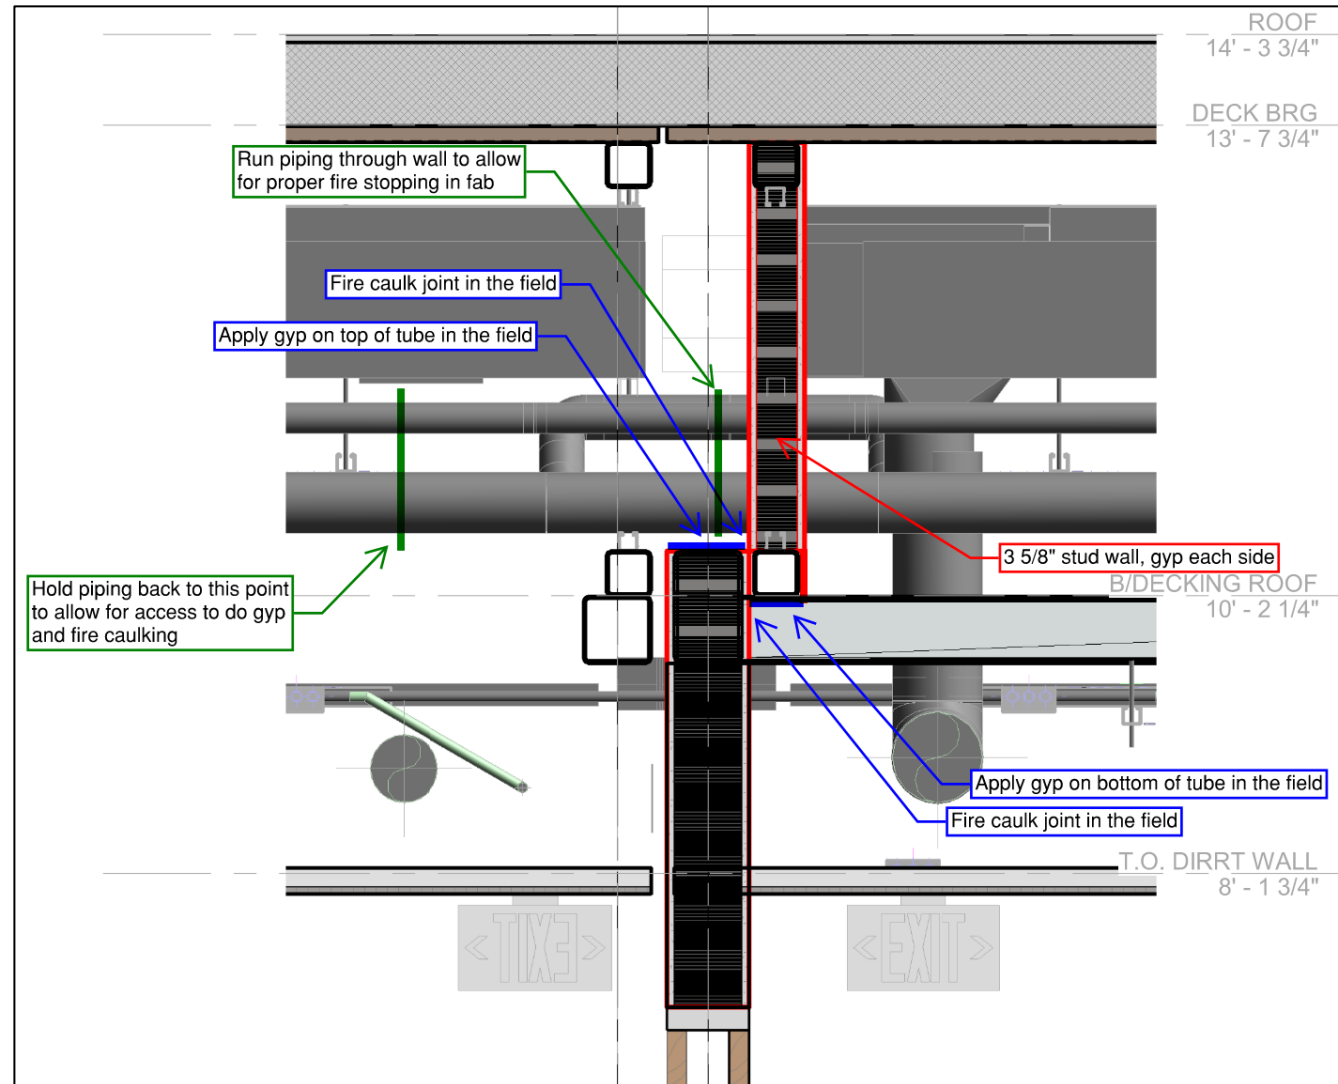 ROOF
14' - 3 3/4"
DECK BRG
13' - 7 3/4"
Run piping through wall to allow
for proper fire stopping in fab
Fire caulk joint in the field
Apply gyp on top of tube in the field
3 5/8" stud wall, gyp each side
Hold piping back to this point
to allow for access to do gyp
and fire caulking
B/DECKING ROOF
10' - 2 1/4"
Apply gyp on bottom of tube in the field
Fire caulk joint in the field
T.O. DIRRT WALL
8' - 1 3/4"
EXIT
EXIT